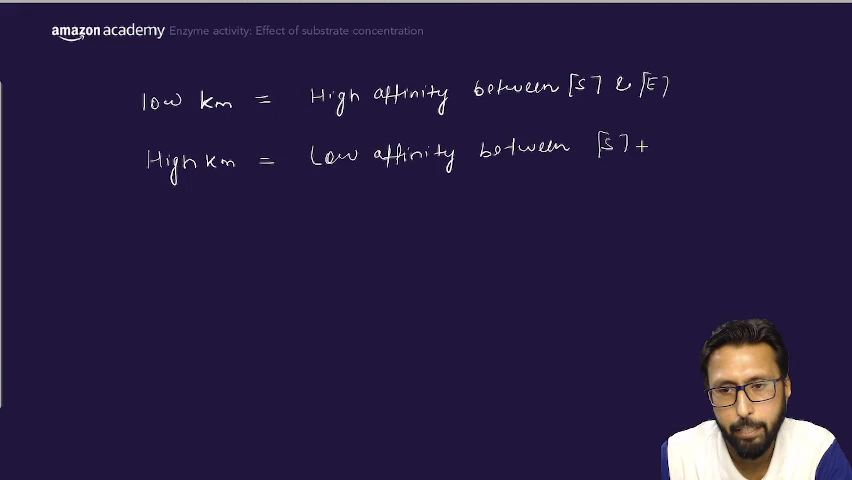 amazon academy Enzyme activity: Effect of substrate concentration
low km = High affinity between [S] & [E]
High km = Low affinity between [S] +